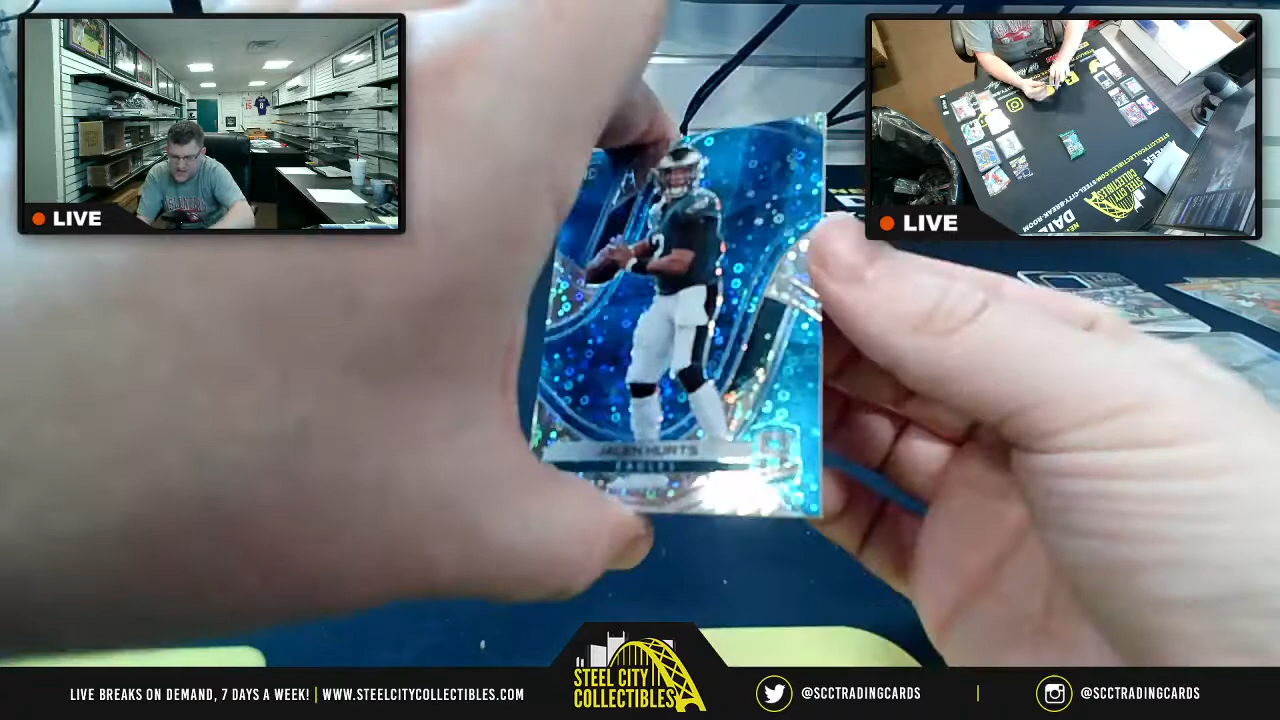 LIVE
LIVE
JALEN HURTS
EAGLES
LIVE BREAKS ON DEMAND, 7 DAYS A WEEK! | WWW.STEELCITYCOLLECTIBLES.COM
STEEL CITY
COLLECTIBLES
@SCCTRADINGCARDS
@SCCTRADINGCARDS